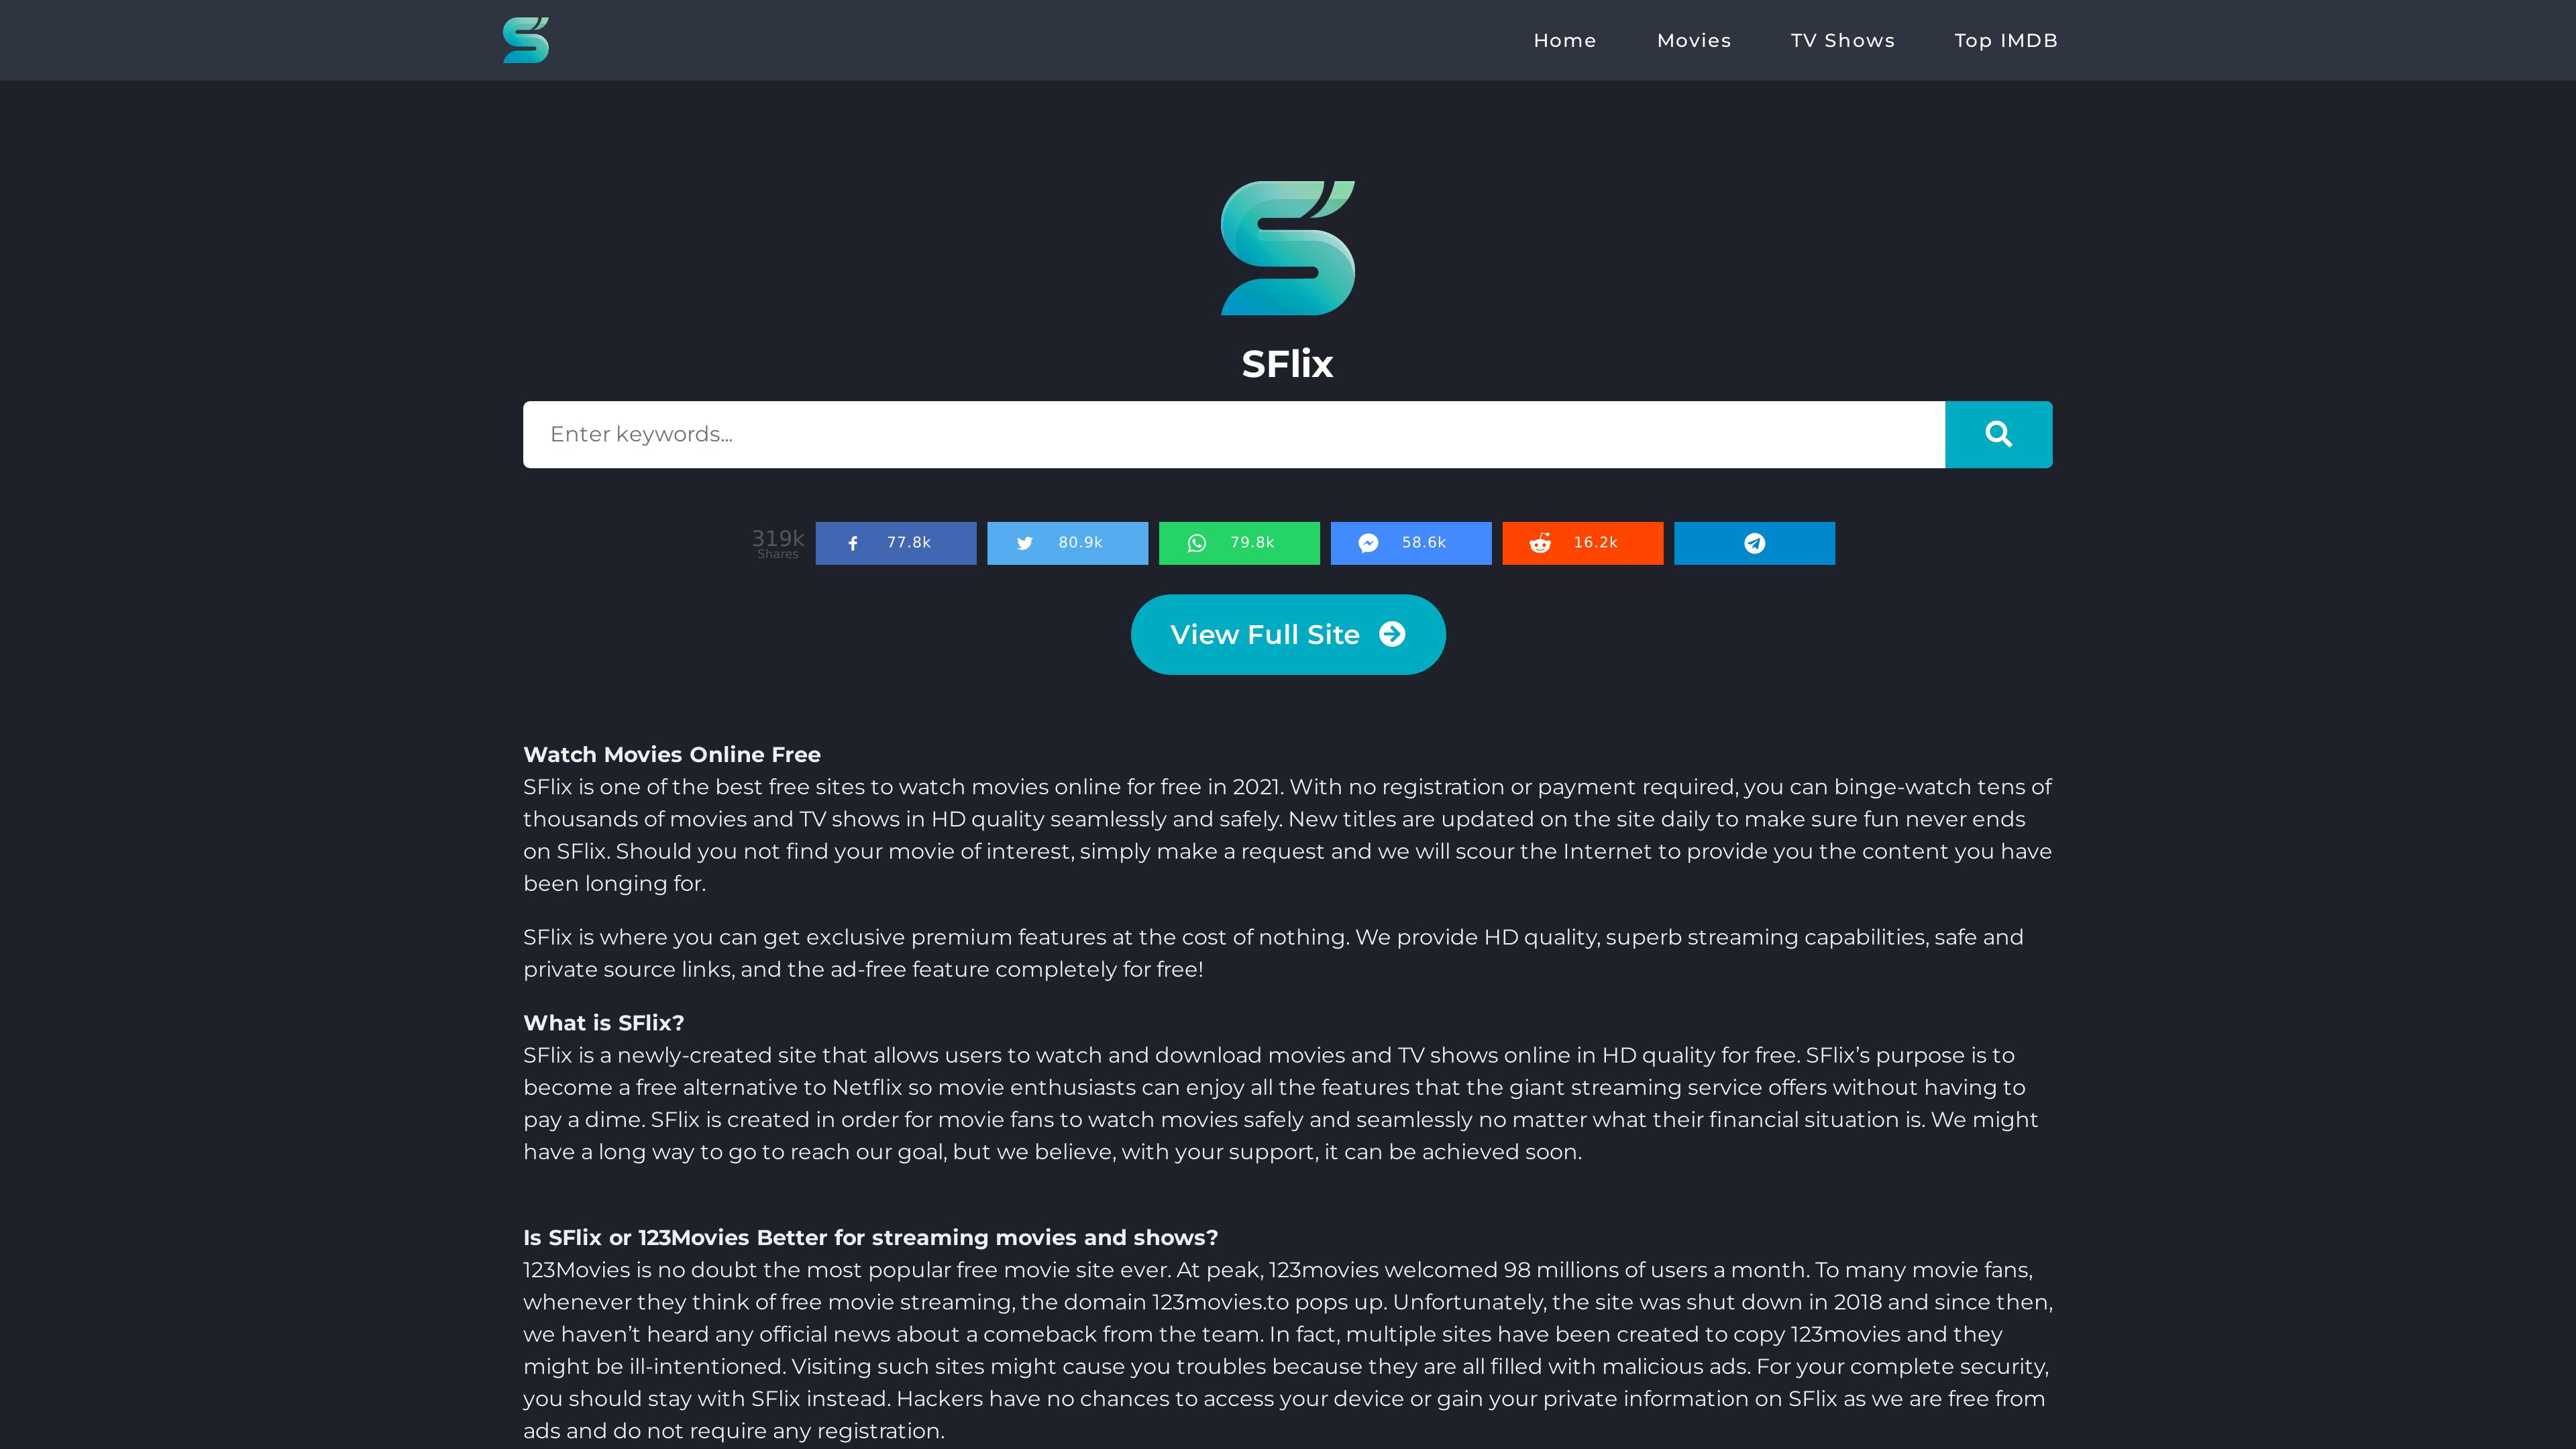 Home Movies TV Shows Top IMDB
SFlix
Enter keywords...
319k
Shares
77.8k 80.9k 79.8k 58.6k 16.2k
View Full Site
Watch Movies Online Free
SFlix is one of the best free sites to watch movies online for free in 2021. With no registration or payment required, you can binge-watch tens of
thousands of movies and TV shows in HD quality seamlessly and safely. New titles are updated on the site daily to make sure fun never ends
on SFlix. Should you not find your movie of interest, simply make a request and we will scour the Internet to provide you the content you have
been longing for.
SFlix is where you can get exclusive premium features at the cost of nothing. We provide HD quality, superb streaming capabilities, safe and
private source links, and the ad-free feature completely for free!
What is SFlix?
SFlix is a newly-created site that allows users to watch and download movies and TV shows online in HD quality for free. SFlix’s purpose is to
become a free alternative to Netflix so movie enthusiasts can enjoy all the features that the giant streaming service offers without having to
pay a dime. SFlix is created in order for movie fans to watch movies safely and seamlessly no matter what their financial situation is. We might
have a long way to go to reach our goal, but we believe, with your support, it can be achieved soon.
Is SFlix or 123Movies Better for streaming movies and shows?
123Movies is no doubt the most popular free movie site ever. At peak, 123movies welcomed 98 millions of users a month. To many movie fans,
whenever they think of free movie streaming, the domain 123movies.to pops up. Unfortunately, the site was shut down in 2018 and since then,
we haven’t heard any official news about a comeback from the team. In fact, multiple sites have been created to copy 123movies and they
might be ill-intentioned. Visiting such sites might cause you troubles because they are all filled with malicious ads. For your complete security,
you should stay with SFlix instead. Hackers have no chances to access your device or gain your private information on SFlix as we are free from
ads and do not require any registration.